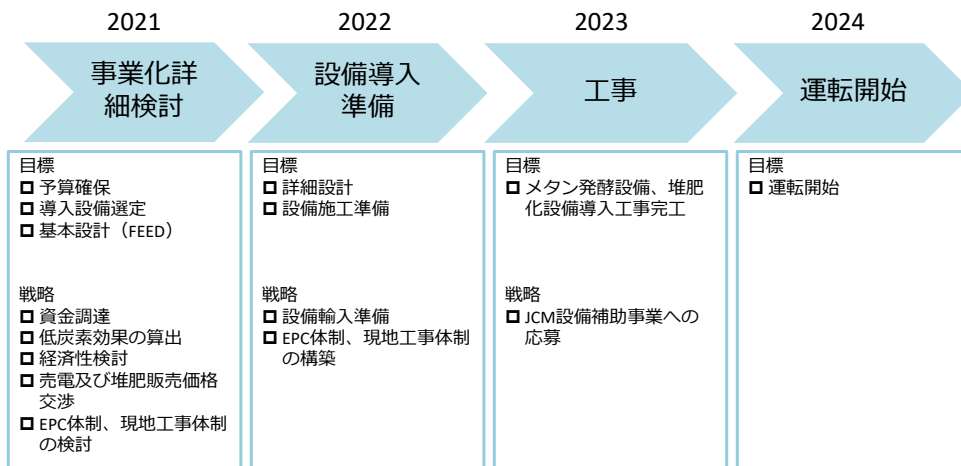 2021
事業化詳
細検討
目標
予算確保
導入設備選定
基本設計（FEED）
戦略
資金調達
低炭素効果の算出
経済性検討
売電及び堆肥販売価格
交渉
EPC体制、現地工事体制
の検討
2022
設備導入
準備
目標
詳細設計
設備施工準備
戦略
設備輸入準備
EPC体制、現地工事体制
の構築
2023
工事
目標
メタン発酵設備、堆肥
化設備導入工事完工
戦略
JCM設備補助事業への
応募
2024
運転開始
目標
運転開始